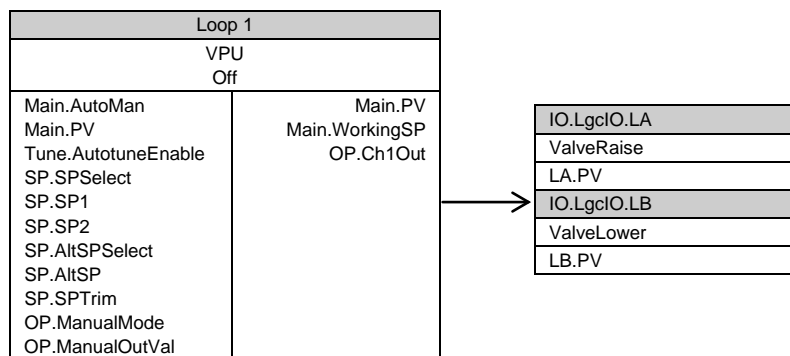 Loop 1
VPU
Off
Main.AutoMan
Main.PV
Tune.AutotuneEnable
SP.SPSelect
SP.SP1
SP.SP2
SP.AltSPSelect
SP.AltSP
SP.SPTrim
OP.ManualMode
OP.ManualOutVal
Main.PV
Main.WorkingSP
OP.Ch1Out
IO.LgcIO.LA
ValveRaise
LA.PV
IO.LgcIO.LB
ValveLower
LB.PV